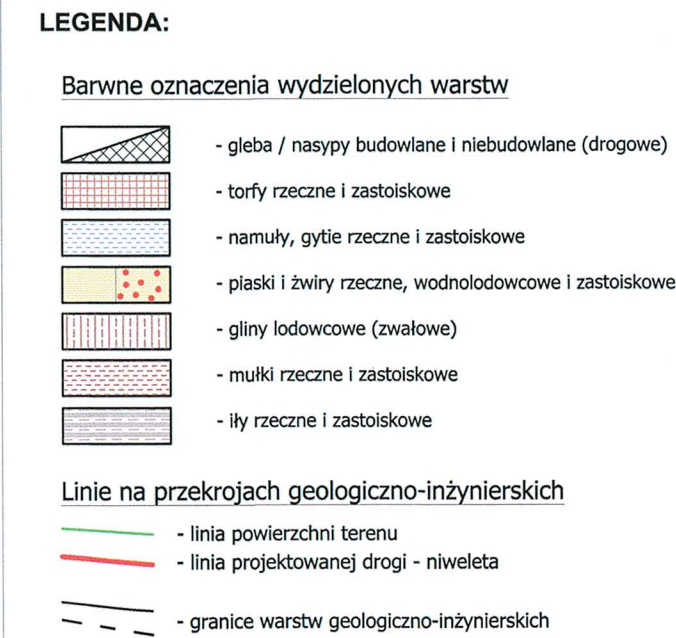 LEGENDA:
Barwne oznaczenia wydzielonych warstw
- gleba / nasypy budowlane i niebudowlane (drogowe)
- torfy rzeczne i zastoiskowe
- namuły, gytie rzeczne i zastoiskowe
- piaski i żwiry rzeczne, wodnolodowcowe i zastoiskowe
- gliny lodowcowe (zwałowe)
- mułki rzeczne i zastoiskowe
- iły rzeczne i zastoiskowe
Linie na przekrojach geologiczno-inżynierskich
- linia powierzchni terenu
- linia projektowanej drogi - niweleta
- granice warstw geologiczno-inżynierskich